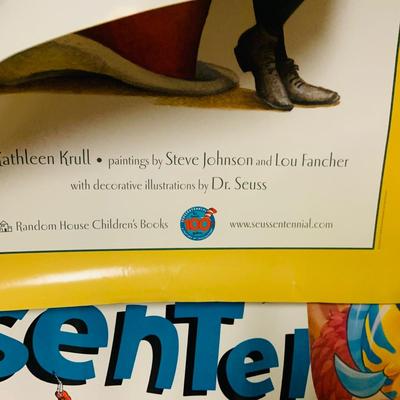 Kathleen Krull • paintings by Steve Johnson and Lou Fancher
with decorative illustrations by Dr. Seuss
Random House Children's Books 100 www.seussentennial.com
senTe